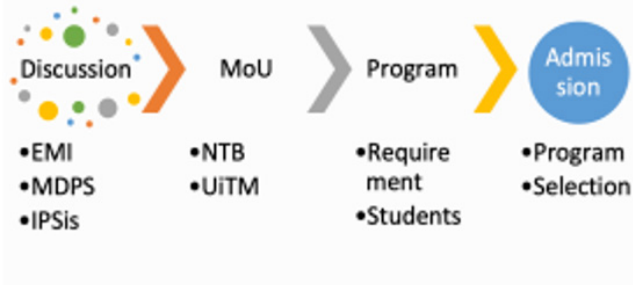 Discussion
•EMI
•MDPS
•IPSis
MoU
•NTB
•UiTM
Program
•Require
ment
•Students
Admis
sion
•Program
•Selection